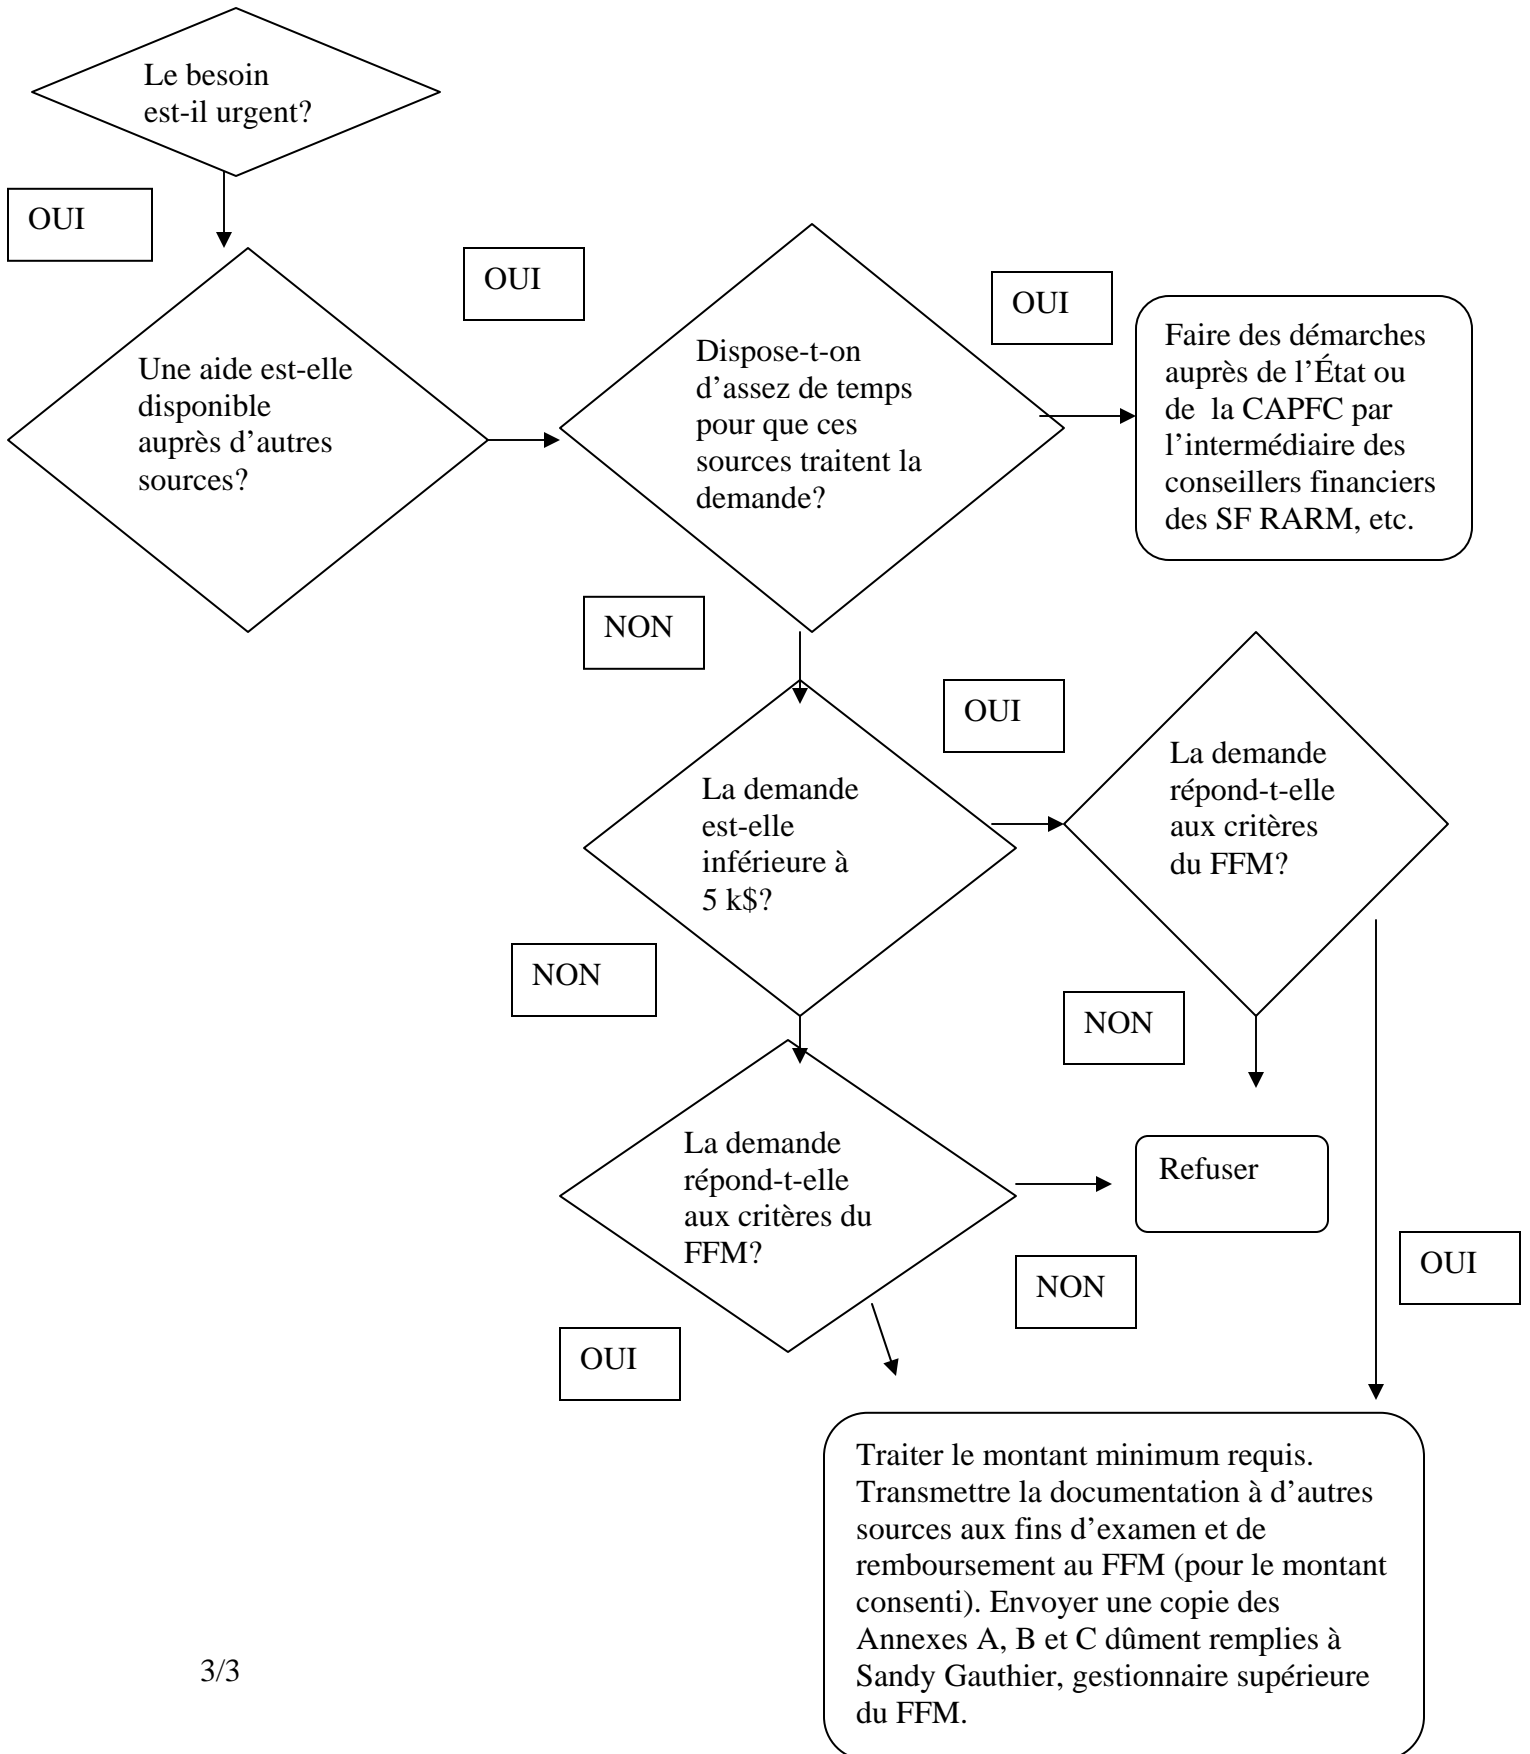 Le besoin
est-il urgent?
OUI
Une aide est-elle
disponible
auprès d’autres
sources?
OUI
Dispose-t-on
d’assez de temps
pour que ces
sources traitent la
demande?
OUI
Faire des démarches
auprès de l’État ou
de la CAPFC par
l’intermédiaire des
conseillers financiers
des SF RARM, etc.
NON
La demande
est-elle
inférieure à
5 k$?
OUI
La demande
répond-t-elle
aux critères
du FFM?
NON
NON
La demande
répond-t-elle
aux critères du
FFM?
Refuser
NON
OUI
OUI
Traiter le montant minimum requis.
Transmettre la documentation à d’autres
sources aux fins d’examen et de
remboursement au FFM (pour le montant
consenti). Envoyer une copie des
Annexes A, B et C dûment remplies à
Sandy Gauthier, gestionnaire supérieure
du FFM.
3/3